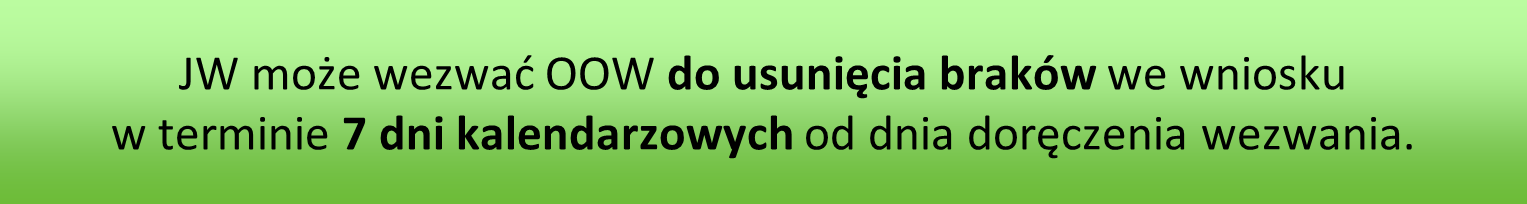 JW może wezwać OOW do usunięcia braków we wniosku
w terminie 7 dni kalendarzowych od dnia doręczenia wezwania.